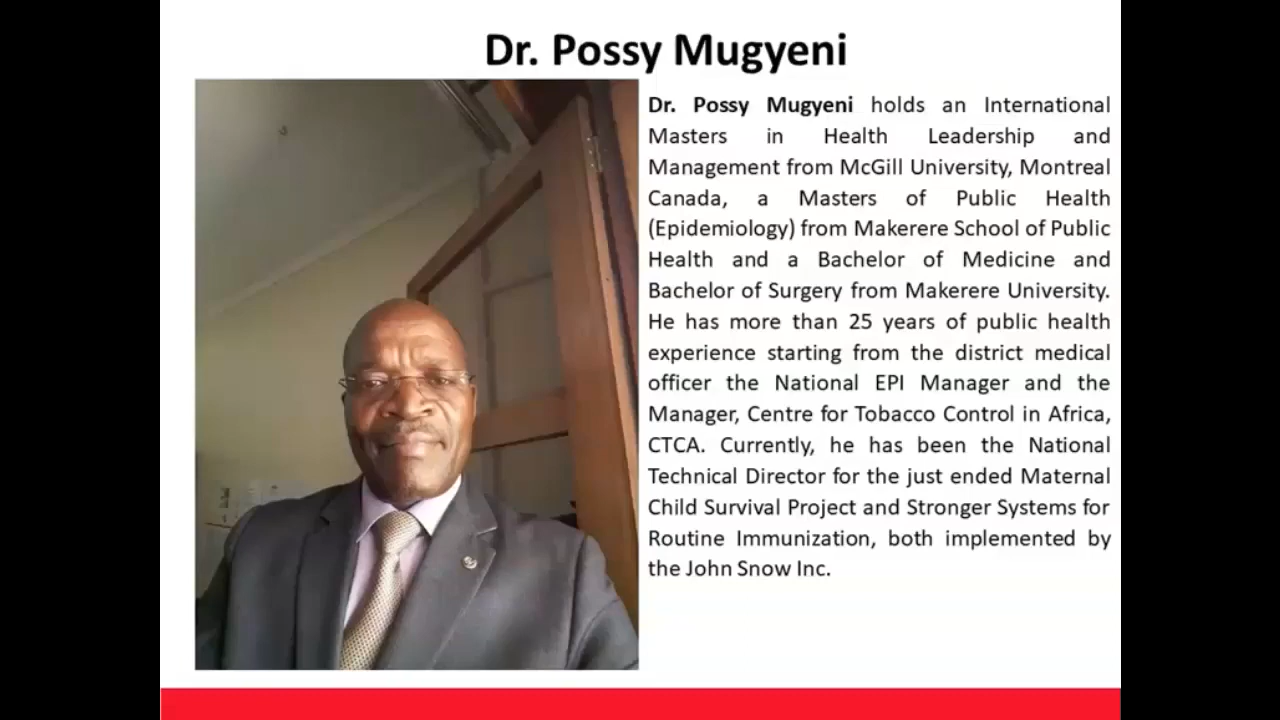 Dr. Possy Mugyeni
Dr. Possy Mugyeni holds an International
Masters in Health Leadership and
Management from McGill University, Montreal
Canada, a Masters of Public Health
(Epidemiology) from Makerere School of Public
Health and a Bachelor of Medicine and
Bachelor of Surgery from Makerere University.
He has more than 25 years of public health
experience starting from the district medical
officer the National EPI Manager and the
Manager, Centre for Tobacco Control in Africa,
CTCA. Currently, he has been the National
Technical Director for the just ended Maternal
Child Survival Project and Stronger Systems for
Routine Immunization, both implemented by
the John Snow Inc.